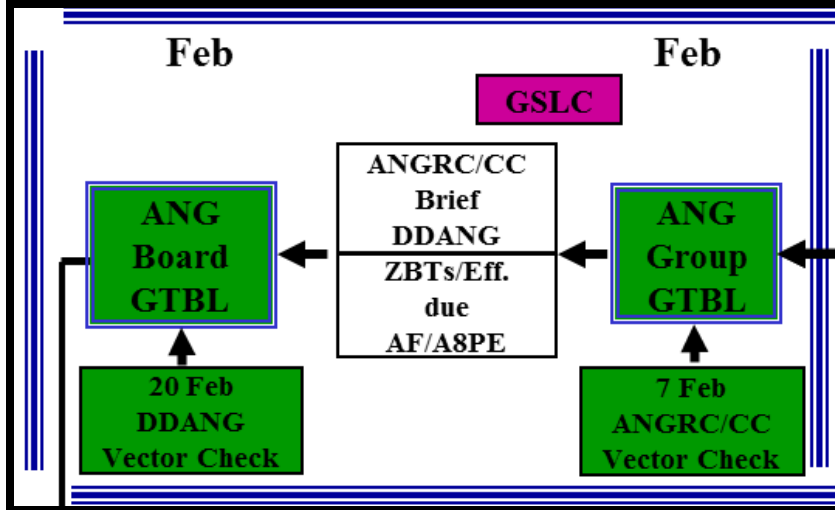 Feb
Feb
GSLC
ANG
Board
GTBL
ANGRC/CC
Brief
DDANG
ZBTs/Eff.
due
AF/A8PE
ANG
Group
GTBL
20 Feb
DDANG
Vector Check
7 Feb
ANGRC/CC
Vector Check